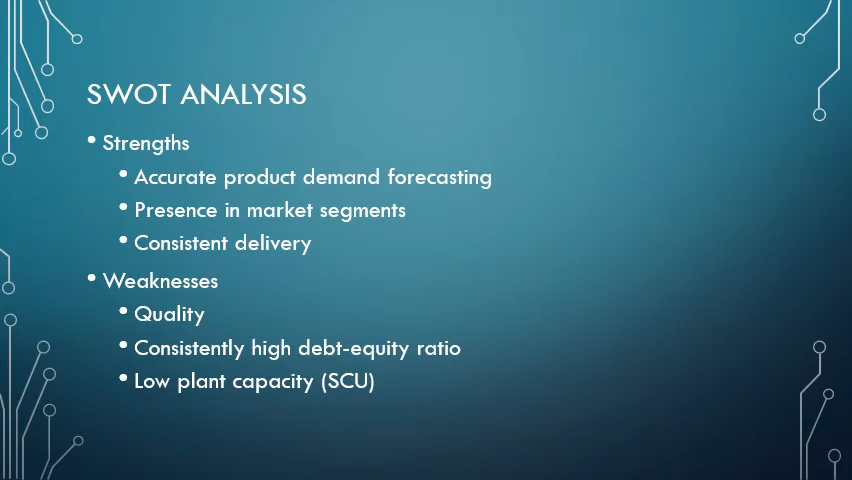 SWOT ANALYSIS
• Strengths
• Accurate product demand forecasting
• Presence in market segments
• Consistent delivery
• Weaknesses
• Quality
• Consistently high debt-equity ratio
• Low plant capacity (SCU)